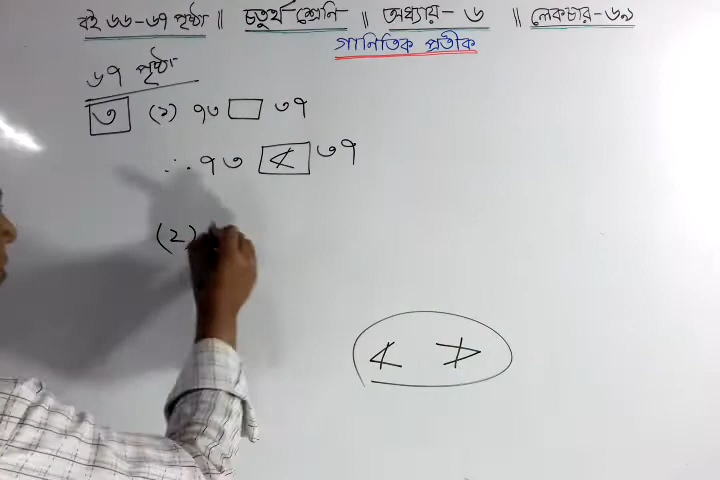 বই ৬৬-৬৭ পৃষ্ঠা || চতুর্থ শ্রেনি || অধ্যায়- ৬ || লেকচার- ৬৯
গানিতিক প্রতীক
৬৭ পৃষ্ঠা
৩ (১) ৭৩ □ ৩৭
∴ ৭৩ ≮ ৩৭
(২)
≮ ≯